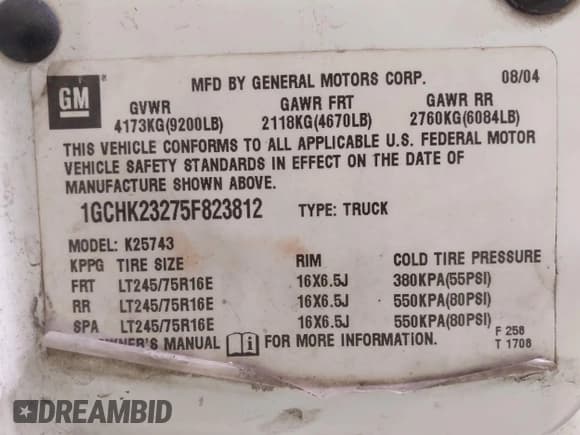 GM
®
MFD BY GENERAL MOTORS CORP. 08/04
GVWR GAWR FRT GAWR RR
4173KG(9200LB) 2118KG(4670LB) 2760KG(6084LB)
THIS VEHICLE CONFORMS TO ALL APPLICABLE U.S. FEDERAL MOTOR
VEHICLE SAFETY STANDARDS IN EFFECT ON THE DATE OF
MANUFACTURE SHOWN ABOVE.
1GCHK23275F823812 TYPE: TRUCK
MODEL: K25743
KPPG TIRE SIZE RIM COLD TIRE PRESSURE
FRT LT245/75R16E 16X6.5J 380KPA(55PSI)
RR LT245/75R16E 16X6.5J 550KPA(80PSI)
SPA LT245/75R16E 16X6.5J 550KPA(80PSI)
OWNER'S MANUAL i FOR MORE INFORMATION. F 258
T 1708
DREAMBID